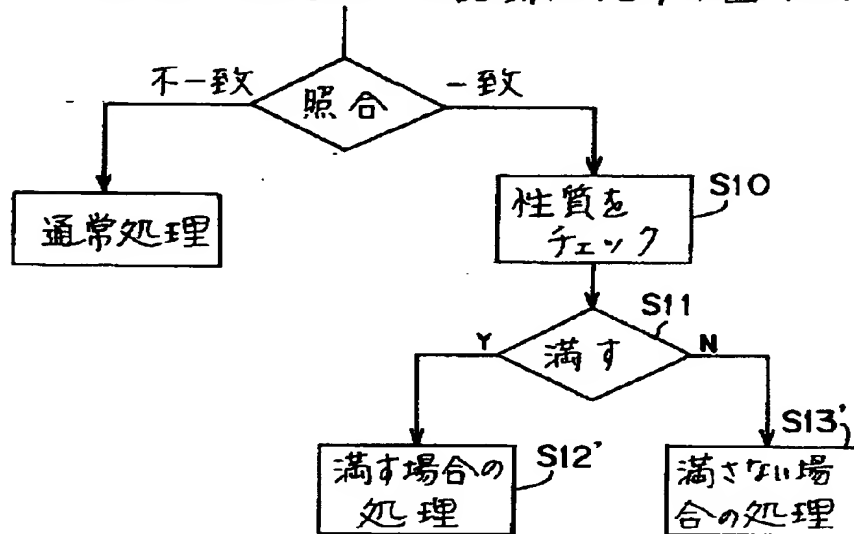 不一致
照合
一致
通常処理
性質を
チェック
S10
S11
Y
満す
N
満す場合の
処理
S12'
S13'
満さない場
合の処理